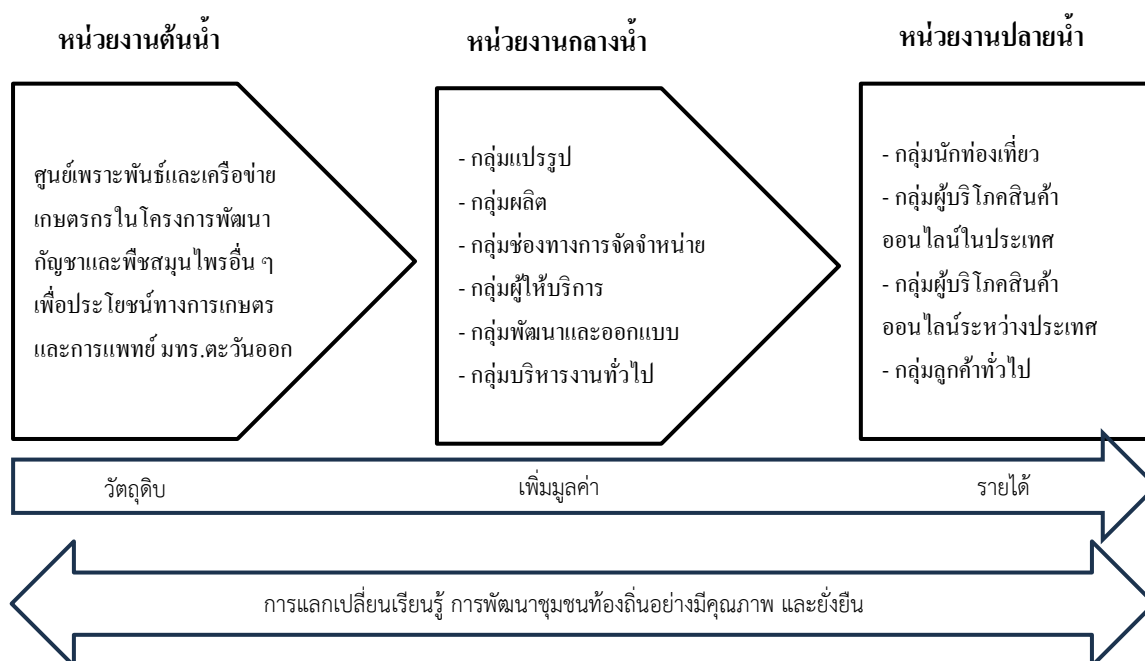 หน่วยงานต้นน้ำ
หน่วยงานกลางน้ำ
หน่วยงานปลายน้ำ
ศูนย์เพราะพันธ์และเครือข่าย
เกษตรกรในโครงการพัฒนา
กัญชาและพืชสมุนไพรอื่น ๆ
เพื่อประโยชน์ทางการเกษตร
และการแพทย์ มทร.ตะวันออก
- กลุ่มแปรรูป
- กลุ่มผลิต
- กลุ่มช่องทางการจัดจำหน่าย
- กลุ่มผู้ให้บริการ
- กลุ่มพัฒนาและออกแบบ
- กลุ่มบริหารงานทั่วไป
- กลุ่มนักท่องเที่ยว
- กลุ่มผู้บริโภคสินค้า
ออนไลน์ในประเทศ
- กลุ่มผู้บริโภคสินค้า
ออนไลน์ระหว่างประเทศ
- กลุ่มลูกค้าทั่วไป
วัตถุดิบ
เพิ่มมูลค่า
รายได้
การแลกเปลี่ยนเรียนรู้ การพัฒนาชุมชนท้องถิ่นอย่างมีคุณภาพ และยั่งยืน